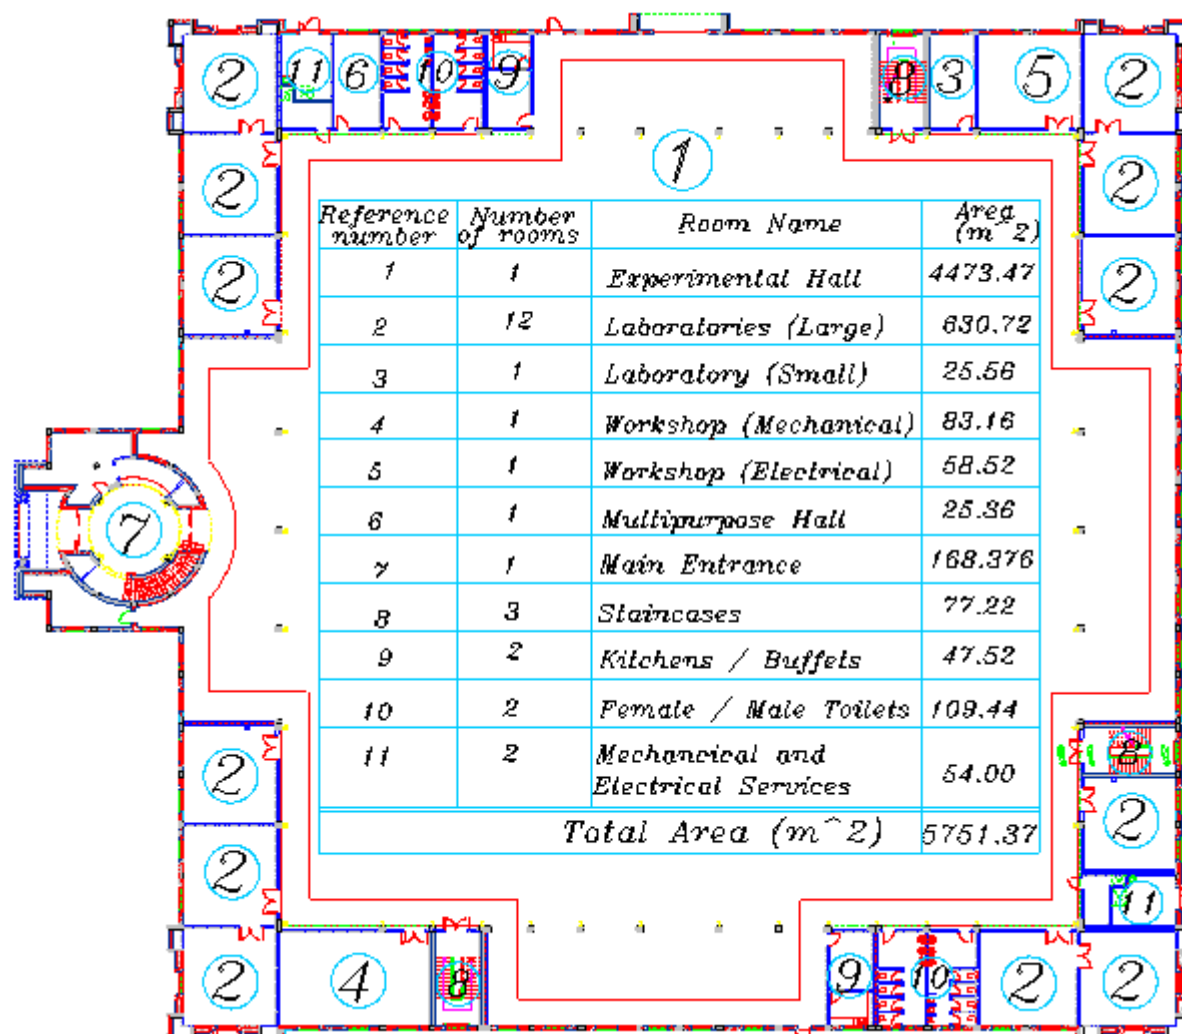 2 11 6 10 9 8 3 5 2
1
2 2
2 2
Reference number Number of rooms Room Name Area (m^2)
1 1 Experimental Hall 4473.47
2 12 Laboratories (Large) 630.72
3 1 Laboratory (Small) 25.56
4 1 Workshop (Mechanical) 83.16
5 1 Workshop (Electrical) 58.52
6 1 Multipurpose Hall 25.36
7 1 Main Entrance 168.376
8 3 Staincases 77.22
9 2 Kitchens / Buffets 47.52
10 2 Female / Male Toilets 109.44
11 2 Mechancical and Electrical Services 54.00
Total Area (m^2) 5751.37
7
2 8
2 2
11
2 4 8 9 10 2 2